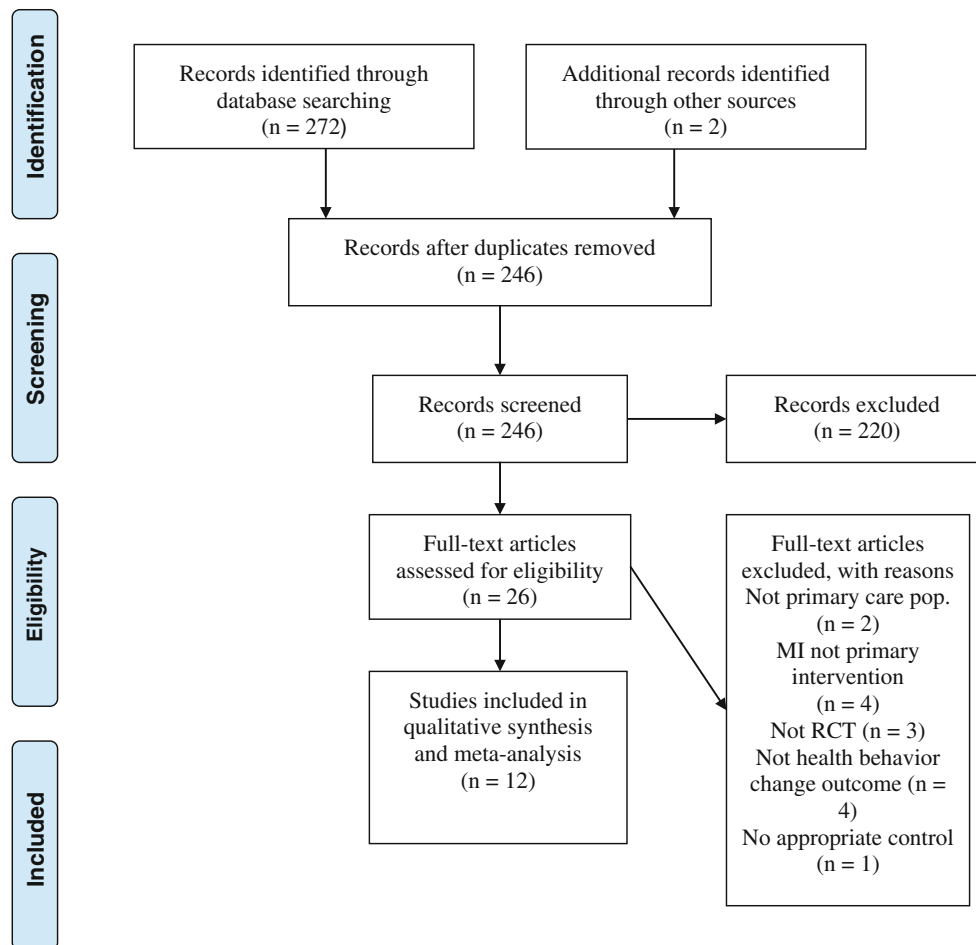 Identification
Records identified through
database searching
(n = 272)
Additional records identified
through other sources
(n = 2)
Records after duplicates removed
(n = 246)
Screening
Records screened
(n = 246)
Records excluded
(n = 220)
Eligibility
Full-text articles
assessed for eligibility
(n = 26)
Full-text articles
excluded, with reasons
Not primary care pop.
(n = 2)
MI not primary
intervention
(n = 4)
Not RCT (n = 3)
Not health behavior
change outcome (n =
4)
No appropriate control
(n = 1)
Studies included in
qualitative synthesis
and meta-analysis
(n = 12)
Included